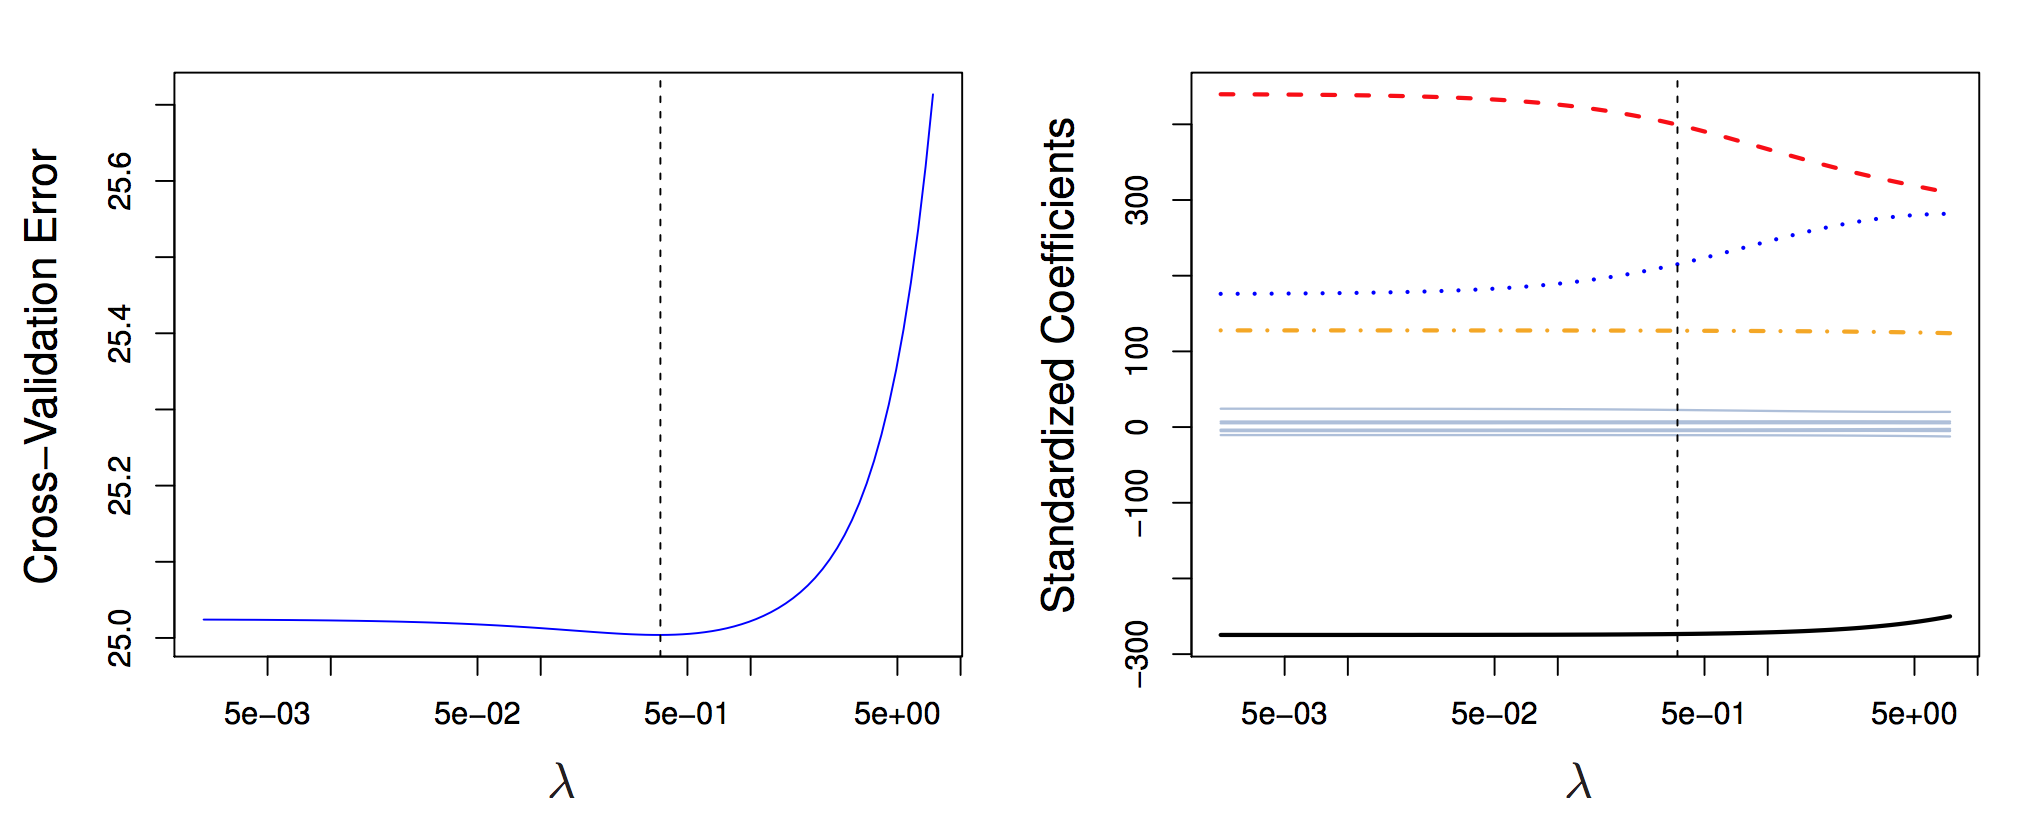 Cross−Validation Error
25.6
25.4
25.2
25.0
5e−03 5e−02 5e−01 5e+00
λ
Standardized Coefficients
300
100
0
−100
−300
5e−03 5e−02 5e−01 5e+00
λ